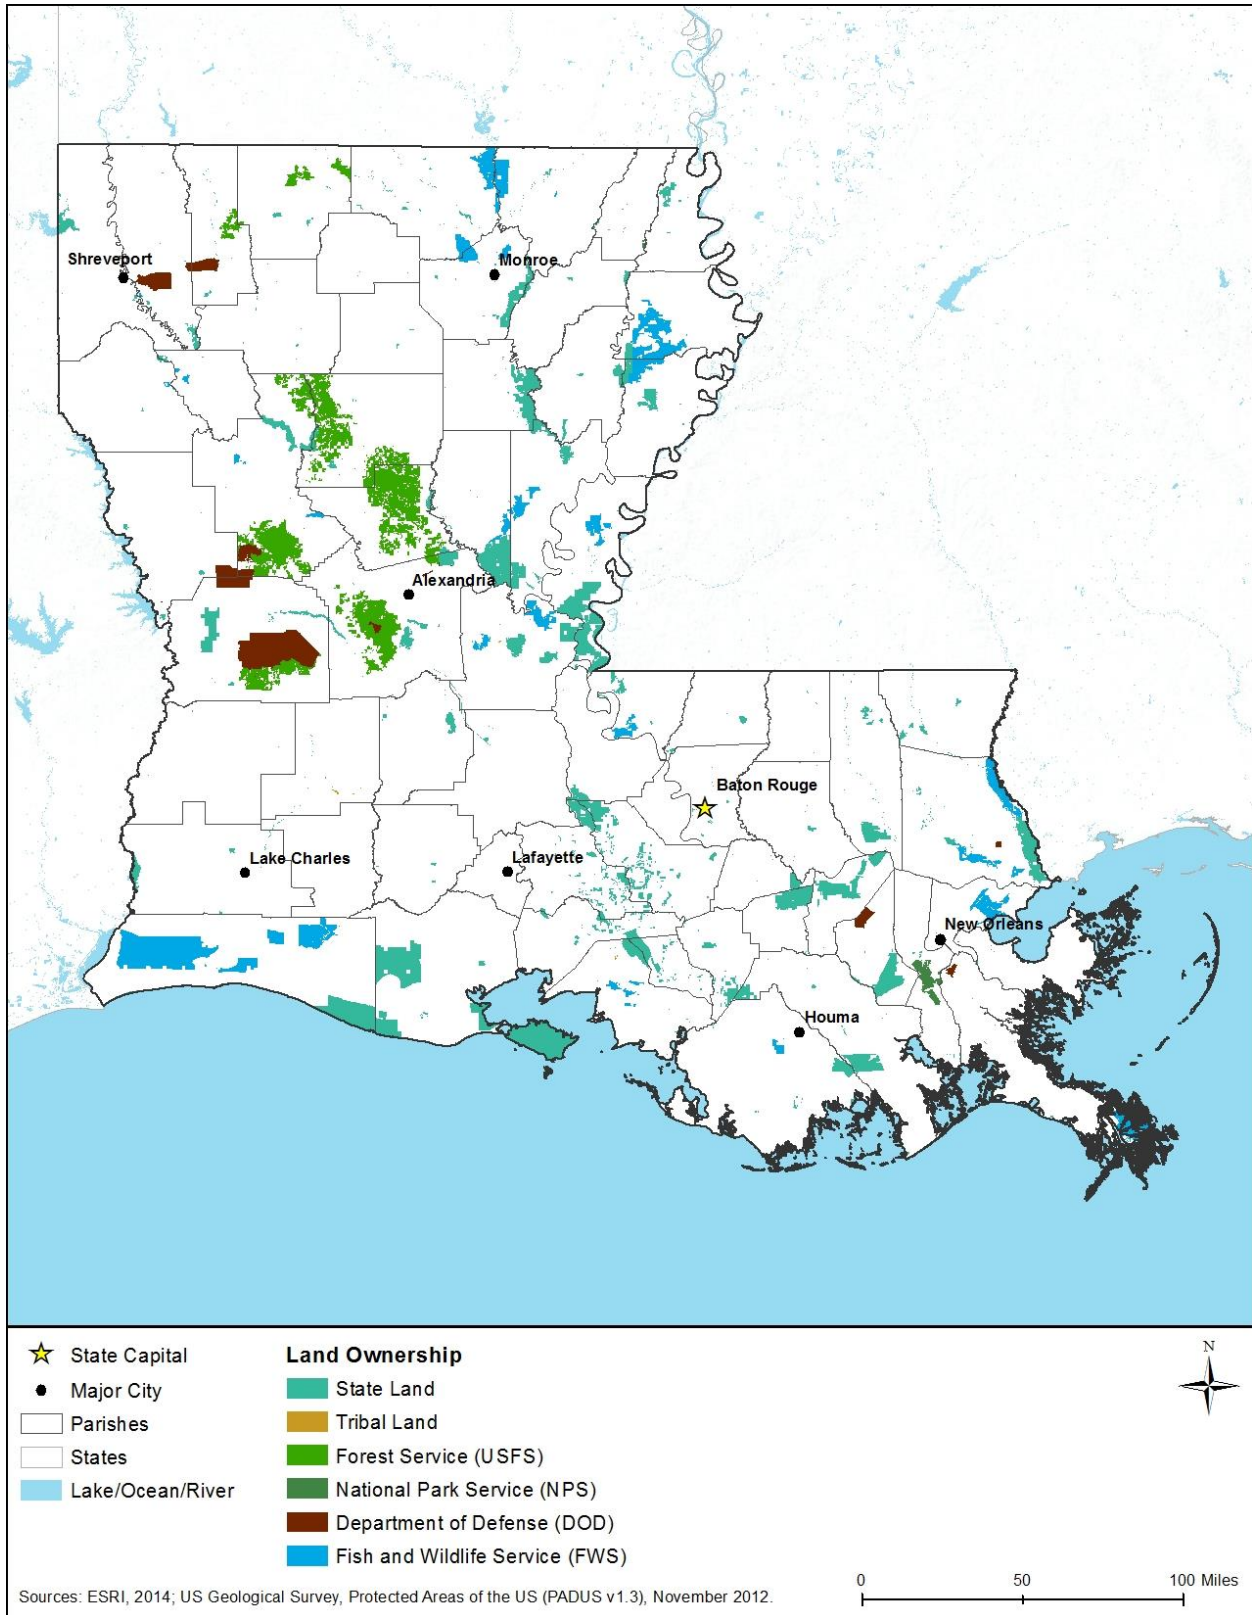 Shreveport
Monroe
Alexandria
Baton Rouge
Lake Charles
Lafayette
New Orleans
Houma
State Capital
Major City
Parishes
States
Lake/Ocean/River
Land Ownership
State Land
Tribal Land
Forest Service (USFS)
National Park Service (NPS)
Department of Defense (DOD)
Fish and Wildlife Service (FWS)
N
0 50 100 Miles
Sources: ESRI, 2014; US Geological Survey, Protected Areas of the US (PADUS v1.3), November 2012.